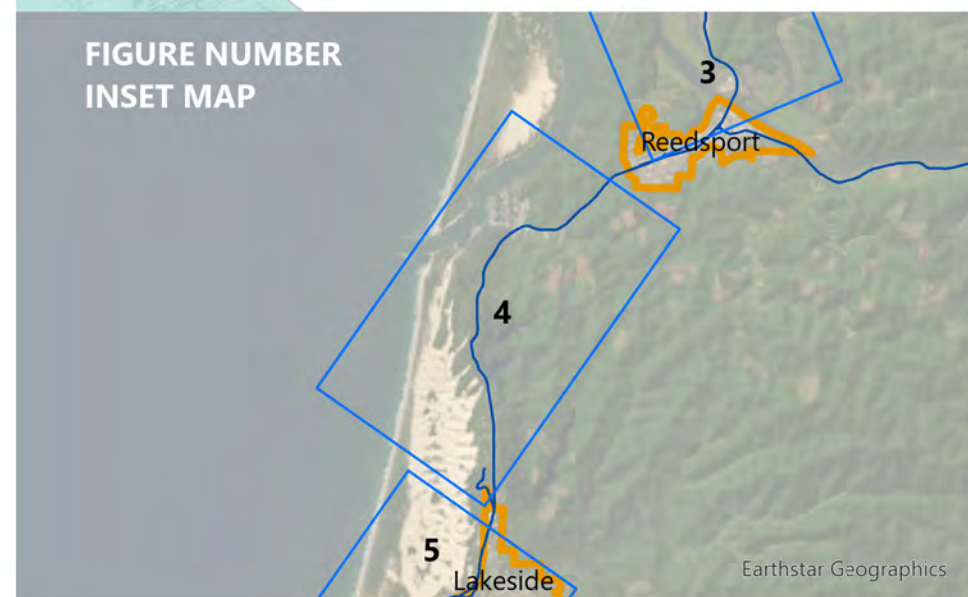 FIGURE NUMBER
INSET MAP
3
Reedsport
4
5
Lakeside
Earthstar Geographics